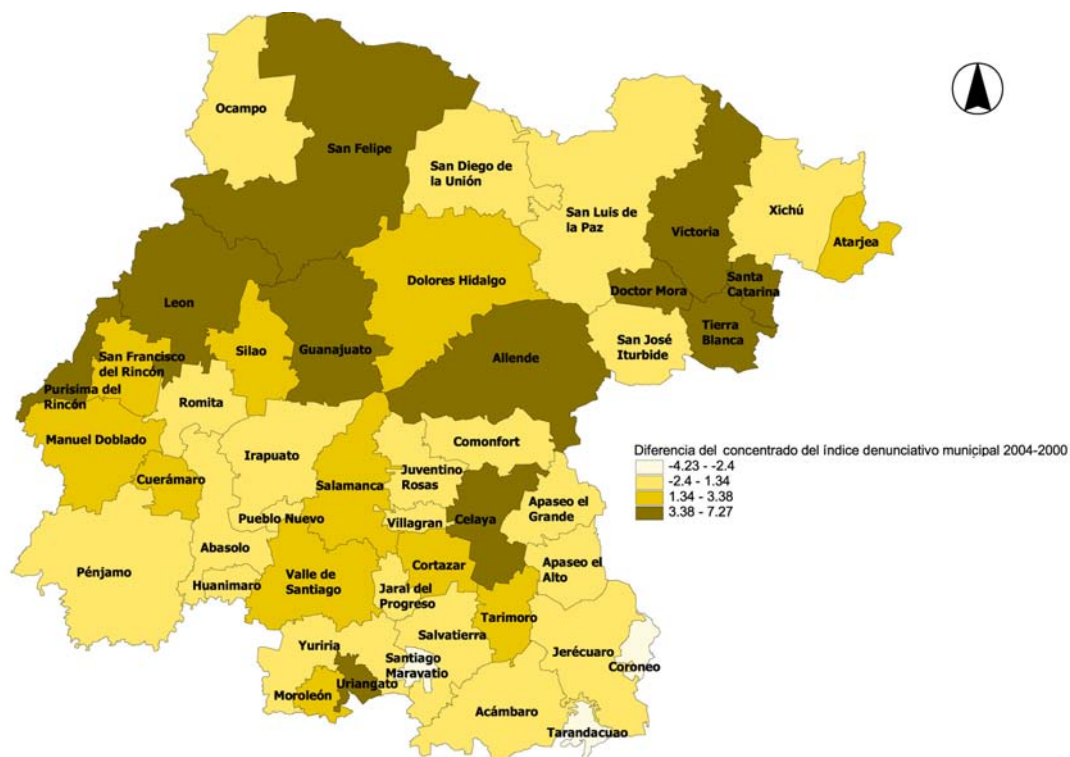 Ocampo
San Felipe
San Diego de
la Unión
San Luis de
la Paz
Xichú
Victoria
Atarjea
Dolores Hidalgo
Santa
Catarina
Doctor Mora
Leon
Tierra
Blanca
San José
Iturbide
Silao
Guanajuato
Allende
San Francisco
del Rincón
Purisima del
Rincón
Romita
Manuel Doblado
Comonfort
Irapuato
Juventino
Rosas
Cuerámaro
Salamanca
Apaseo el
Grande
Pueblo Nuevo
Villagran
Celaya
Abasolo
Pénjamo
Huanimaro
Valle de
Santiago
Cortazar
Apaseo el
Alto
Jaral del
Progreso
Tarimoro
Salvatierra
Yuriria
Jerécuaro
Santiago
Maravatio
Coroneo
Uriangato
Moroleón
Acámbaro
Tarandacuao
Diferencia del concentrado del índice denunciativo municipal 2004-2000
-4.23 - -2.4
-2.4 - 1.34
1.34 - 3.38
3.38 - 7.27